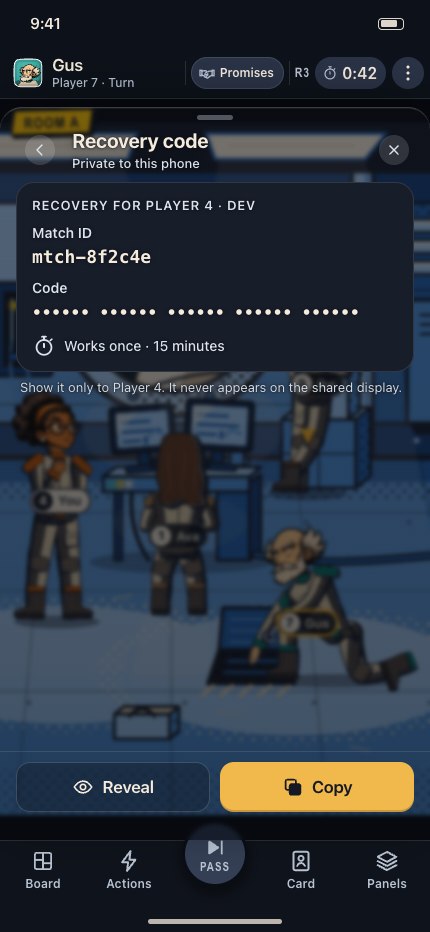 9:41
Gus
Player 7 · Turn
Promises
R3
0:42
ROOM A
Recovery code
Private to this phone
RECOVERY FOR PLAYER 4 · DEV
Match ID
mtch-8f2c4e
Code
•••••• •••••• •••••• •••••• ••••••
Works once · 15 minutes
Show it only to Player 4. It never appears on the shared display.
You
7 Gus
Reveal
Copy
PASS
Board
Actions
Card
Panels